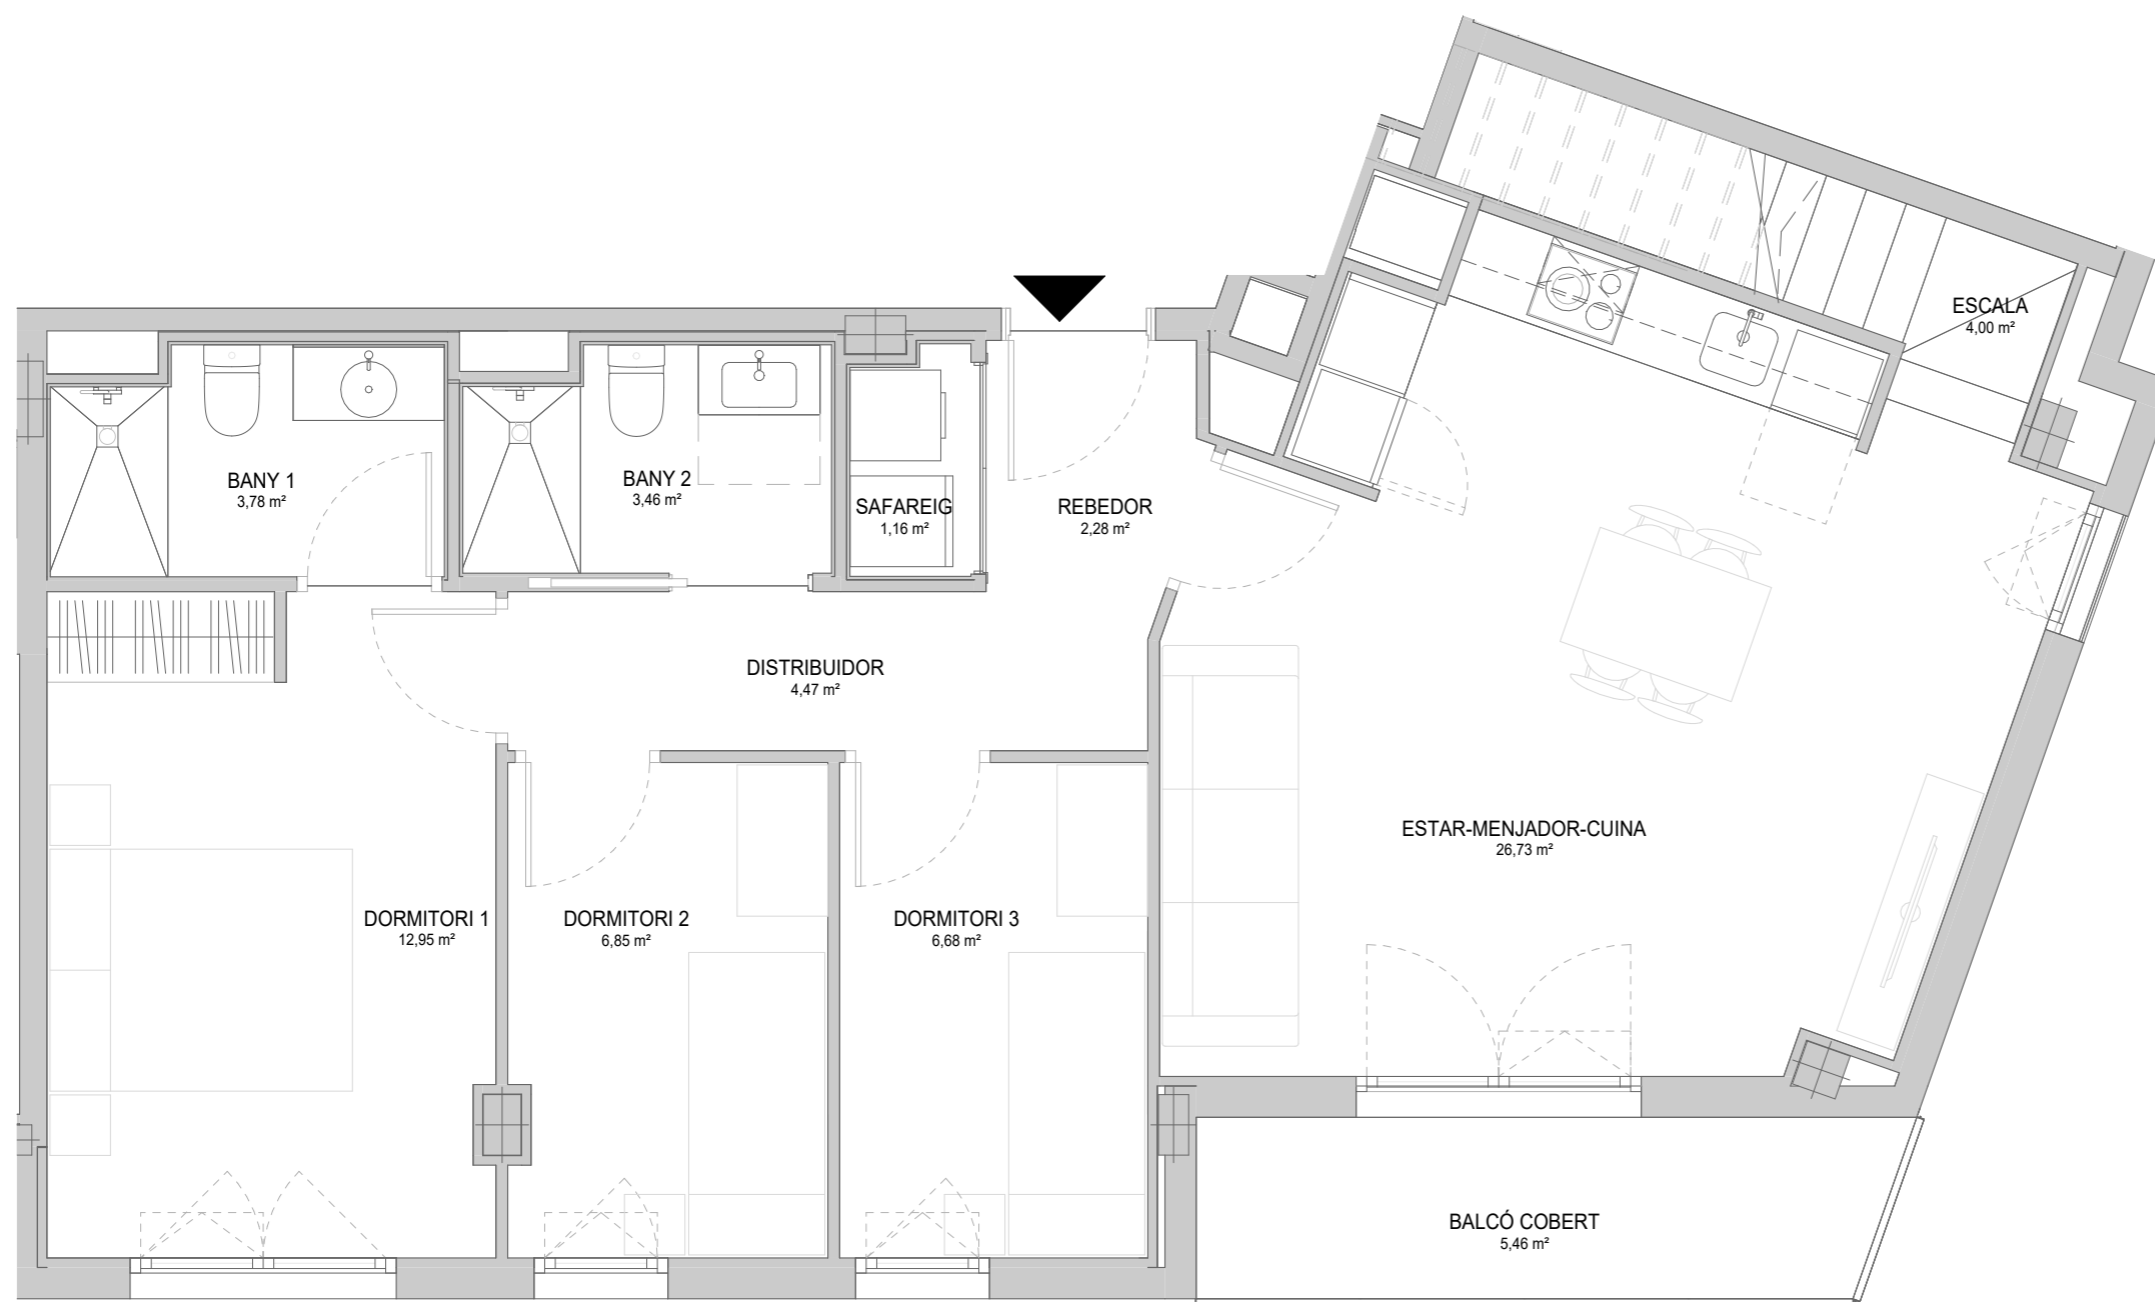 ESCALA
4,00 m²
BANY 1
3,78 m²
BANY 2
3,46 m²
SAFAREIG
1,16 m²
REBEDOR
2,28 m²
DISTRIBUIDOR
4,47 m²
ESTAR-MENJADOR-CUINA
26,73 m²
DORMITORI 1
12,95 m²
DORMITORI 2
6,85 m²
DORMITORI 3
6,68 m²
BALCÓ COBERT
5,46 m²